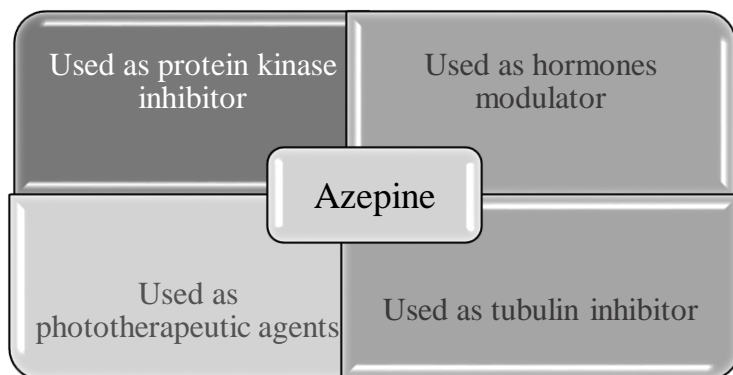 Used as protein kinase
inhibitor
Used as hormones
modulator
Azepine
Used as
phototherapeutic agents
Used as tubulin inhibitor